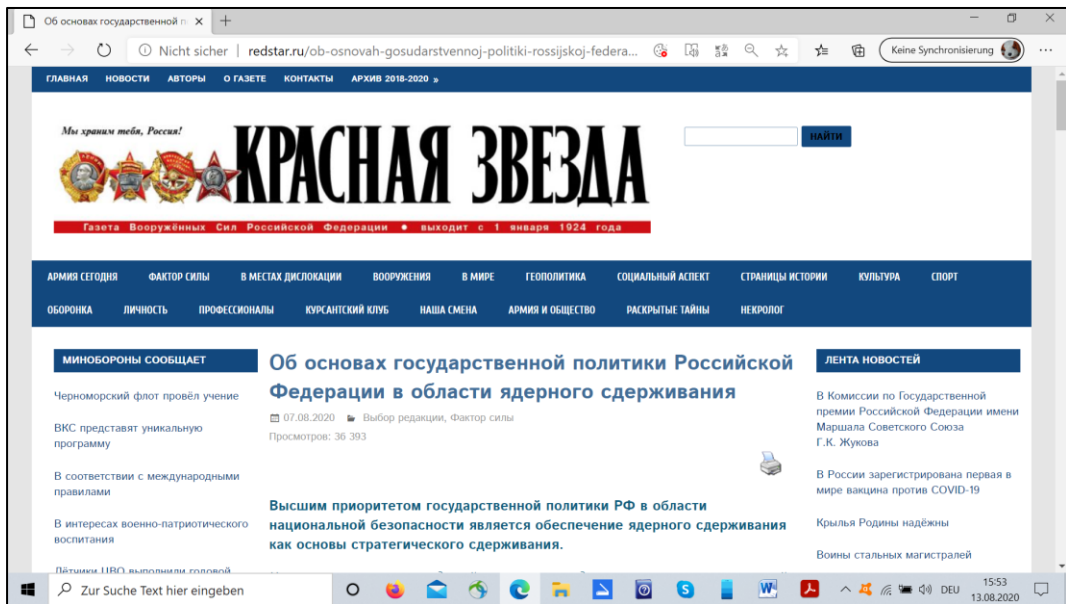 Об основах государственной п
Nicht sicher | redstar.ru/ob-osnovah-gosudarstvennoj-politiki-rossijskoj-federa...
Keine Synchronisierung
ГЛАВНАЯ НОВОСТИ АВТОРЫ О ГАЗЕТЕ КОНТАКТЫ АРХИВ 2018-2020 »
Мы храним тебя, Россия!
КРАСНАЯ ЗВЕЗДА
НАЙТИ
Газета Вооружённых Сил Российской Федерации ● выходит с 1 января 1924 года
АРМИЯ СЕГОДНЯ ФАКТОР СИЛЫ В МЕСТАХ ДИСЛОКАЦИИ ВООРУЖЕНИЯ В МИРЕ ГЕОПОЛИТИКА СОЦИАЛЬНЫЙ АСПЕКТ СТРАНИЦЫ ИСТОРИИ КУЛЬТУРА СПОРТ
ОБОРОНКА ЛИЧНОСТЬ ПРОФЕССИОНАЛЫ КУРСАНТСКИЙ КЛУБ НАША СМЕНА АРМИЯ И ОБЩЕСТВО РАСКРЫТЫЕ ТАЙНЫ НЕКРОЛОГ
МИНОБОРОНЫ СООБЩАЕТ
Черноморский флот провёл учение
ВКС представят уникальную
программу
В соответствии с международными
правилами
В интересах военно-патриотического
воспитания
Лётчики ЦВО выполнили головой
Об основах государственной политики Российской
Федерации в области ядерного сдерживания
07.08.2020 Выбор редакции, Фактор силы
Просмотров: 36 393
Высшим приоритетом государственной политики РФ в области
национальной безопасности является обеспечение ядерного сдерживания
как основы стратегического сдерживания.
ЛЕНТА НОВОСТЕЙ
В Комиссии по Государственной
премии Российской Федерации имени
Маршала Советского Союза
Г.К. Жукова
В России зарегистрирована первая в
мире вакцина против COVID-19
Крылья Родины надёжны
Воины стальных магистралей
Zur Suche Text hier eingeben
DEU
15:53
13.08.2020